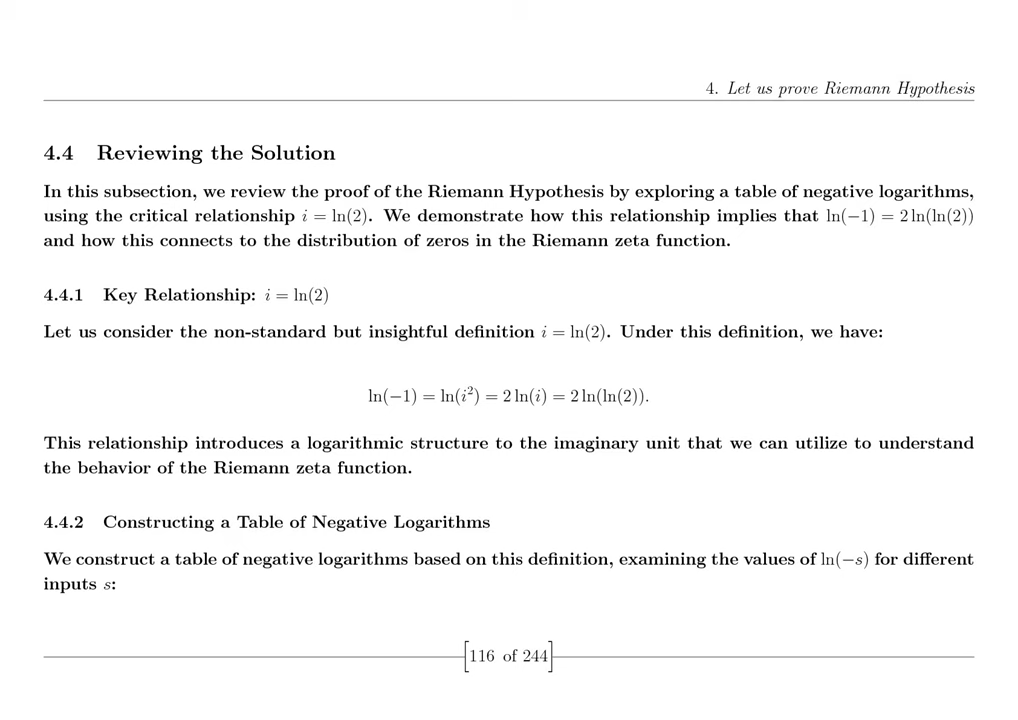 4. Let us prove Riemann Hypothesis
4.4 Reviewing the Solution
In this subsection, we review the proof of the Riemann Hypothesis by exploring a table of negative logarithms,
using the critical relationship i = ln(2). We demonstrate how this relationship implies that ln(−1) = 2 ln(ln(2))
and how this connects to the distribution of zeros in the Riemann zeta function.
4.4.1 Key Relationship: i = ln(2)
Let us consider the non-standard but insightful definition i = ln(2). Under this definition, we have:
ln(−1) = ln(i²) = 2 ln(i) = 2 ln(ln(2)).
This relationship introduces a logarithmic structure to the imaginary unit that we can utilize to understand
the behavior of the Riemann zeta function.
4.4.2 Constructing a Table of Negative Logarithms
We construct a table of negative logarithms based on this definition, examining the values of ln(−s) for different
inputs s:
[116 of 244]